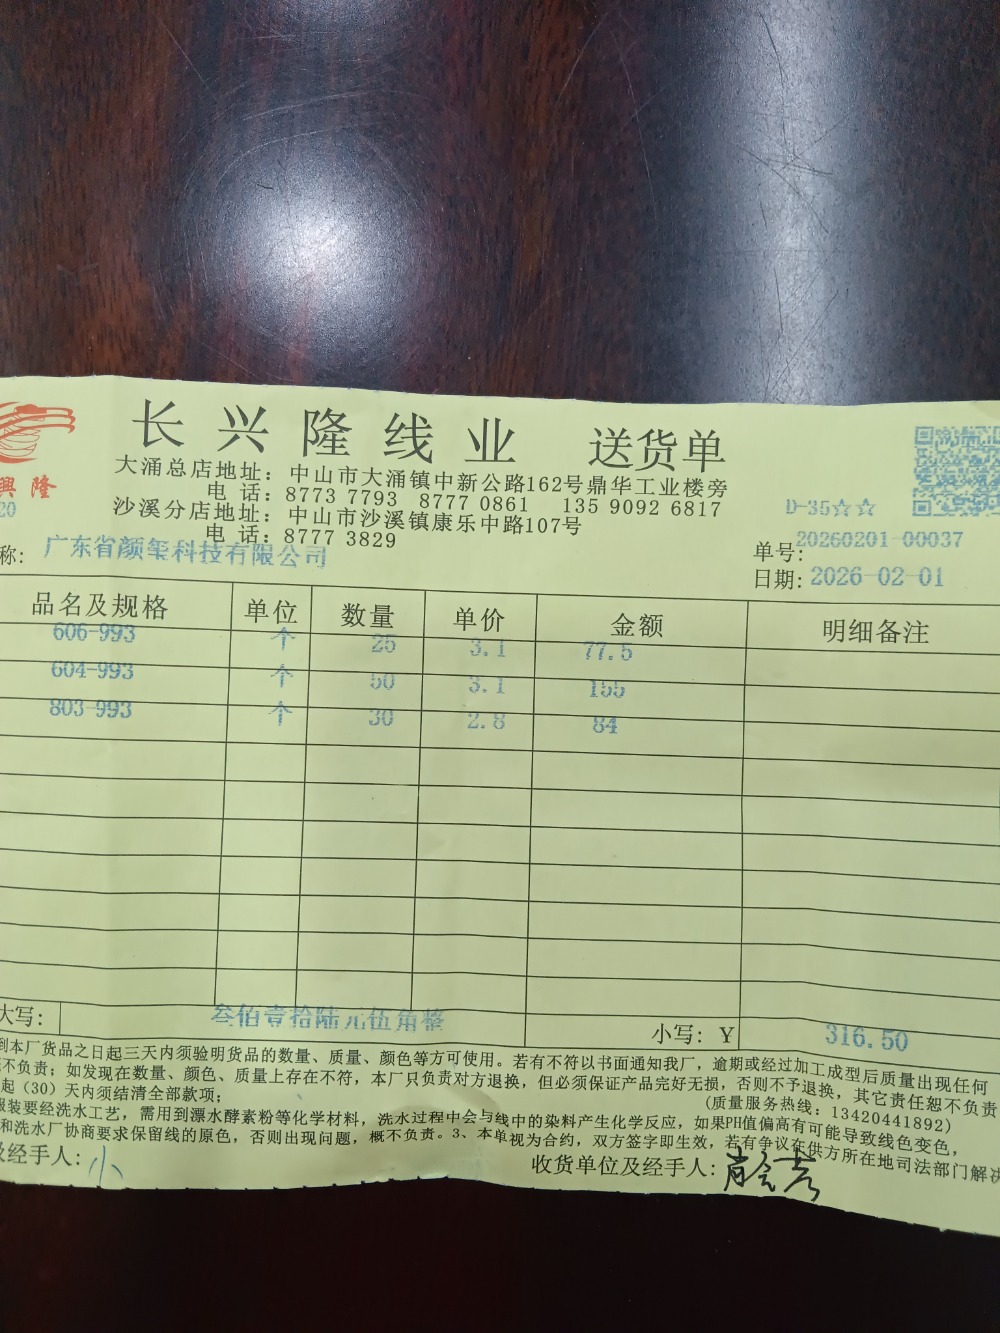 长兴隆线业 送货单
興隆
20
大涌总店地址：中山市大涌镇中新公路162号鼎华工业楼旁
电 话：8773 7793 8777 0861 135 9092 6817
沙溪分店地址：中山市沙溪镇康乐中路107号
电 话：8777 3829
D-35☆☆
称：广东省颜玺科技有限公司
单号：20260201-00037
日期：2026-02-01
品名及规格 单位 数量 单价 金额 明细备注
606-993 个 25 3.1 77.5
604-993 个 50 3.1 155
803-993 个 30 2.8 84
大写：叁佰壹拾陆元伍角整 小写：Y 316.50
到本厂货品之日起三天内须验明货品的数量、质量、颜色等方可使用。若有不符以书面通知我厂，逾期或经过加工成型后质量出现任何
不负责；如发现在数量、颜色、质量上存在不符，本厂只负责对方退换，但必须保证产品完好无损，否则不予退换，其它责任恕不负责
起（30）天内须结清全部款项； （质量服务热线：13420441892）
服装要经洗水工艺，需用到漂水酵素粉等化学材料，洗水过程中会与线中的染料产生化学反应，如果PH值偏高有可能导致线色变色，
和洗水厂协商要求保留线的原色，否则出现问题，概不负责。3、本单视为合约，双方签字即生效，若有争议在供方所在地司法部门解决
及经手人：小 收货单位及经手人：